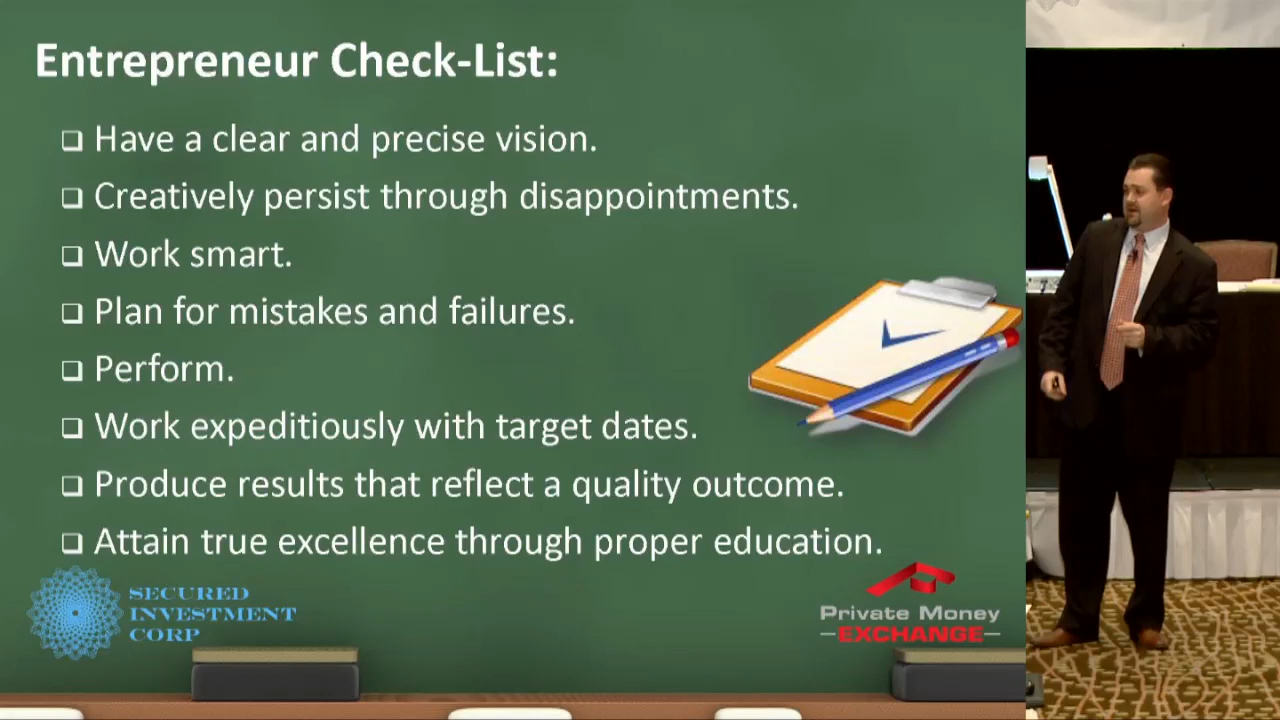 Entrepreneur Check-List:
Have a clear and precise vision.
Creatively persist through disappointments.
Work smart.
Plan for mistakes and failures.
Perform.
Work expeditiously with target dates.
Produce results that reflect a quality outcome.
Attain true excellence through proper education.
SECURED
INVESTMENT
CORP
Private Money
EXCHANGE